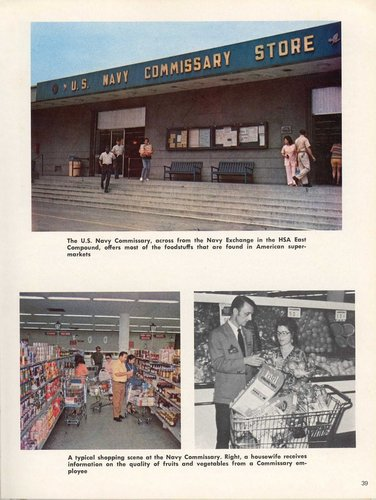 U.S. NAVY COMMISSARY STORE
The U.S. Navy Commissary, across from the Navy Exchange in the HSA East
Compound, offers most of the foodstuffs that are found in American super-
markets
A typical shopping scene at the Navy Commissary. Right, a housewife receives
information on the quality of fruits and vegetables from a Commissary em-
ployee
39